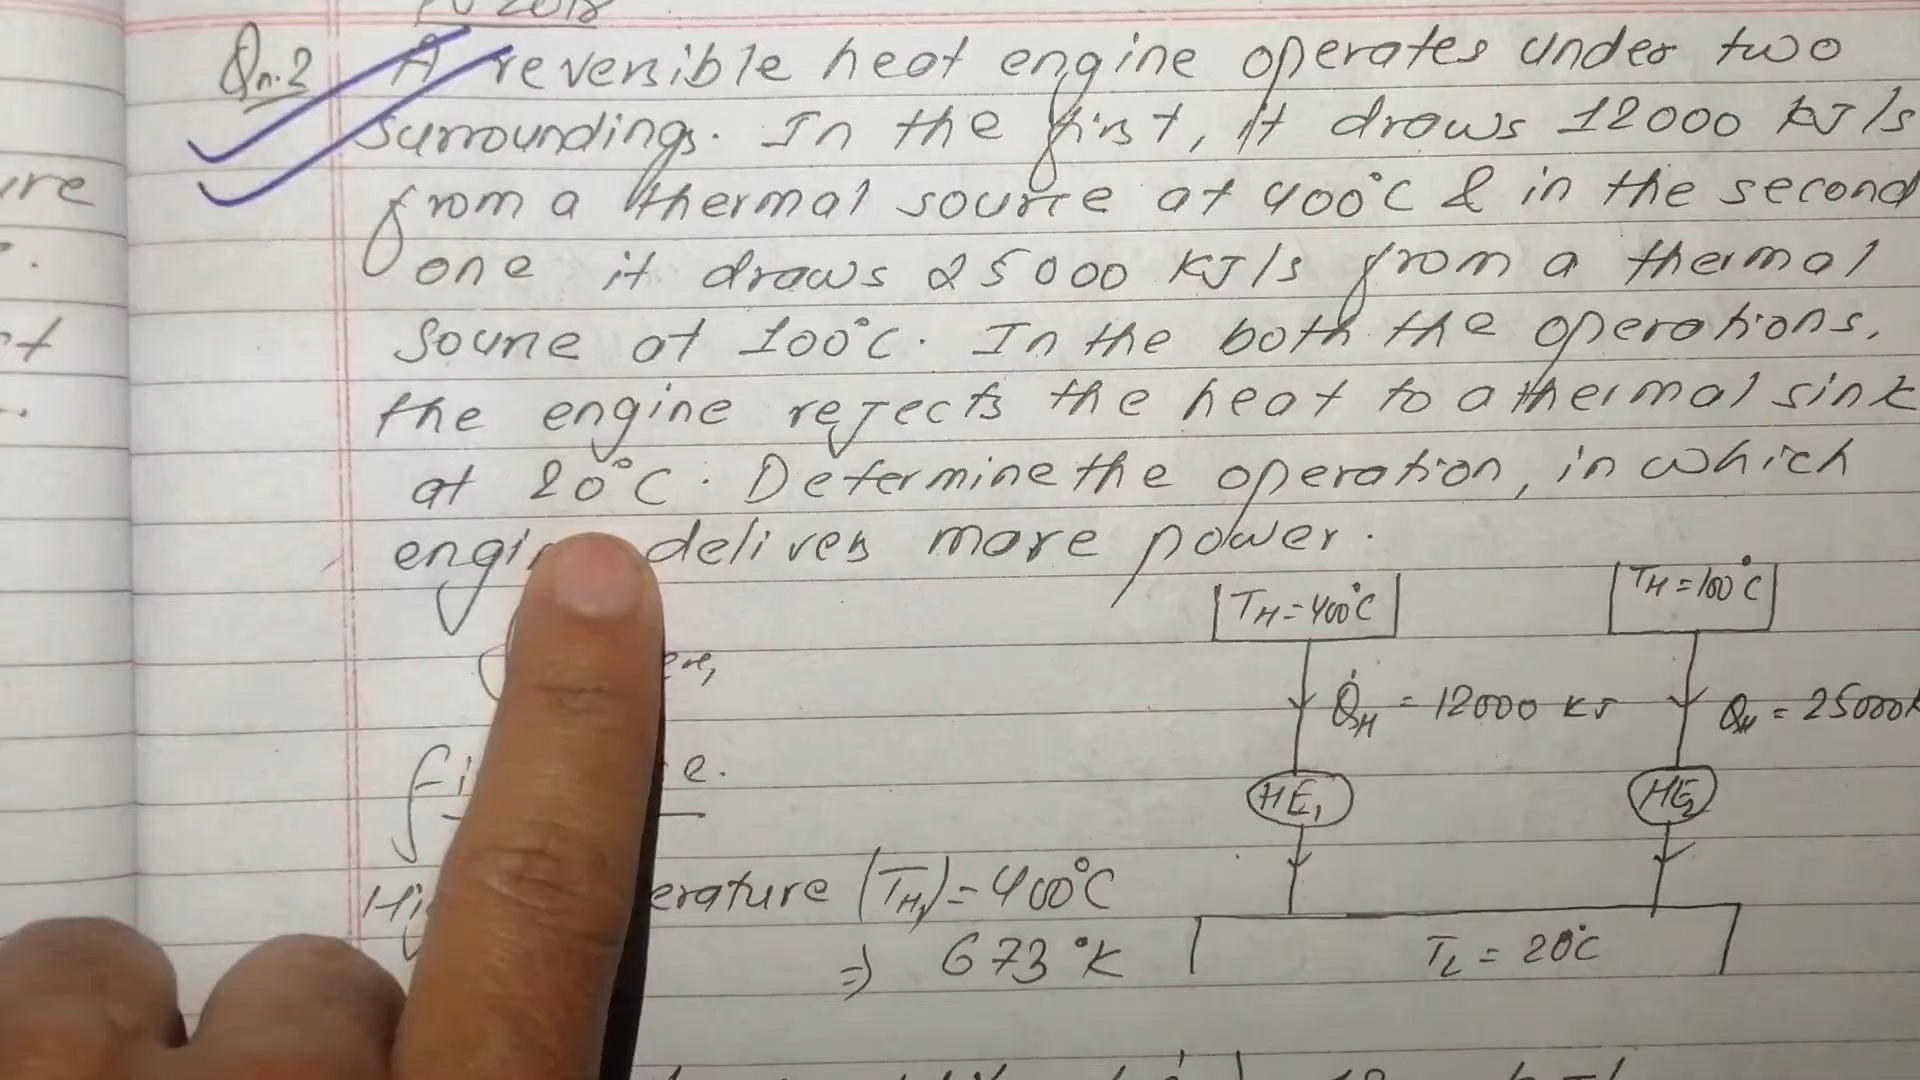 Qn.2 A reversible heat engine operates under two
surroundings. In the first, it draws 12000 KJ/s
from a thermal source at 400°C & in the second
one it draws 25000 KJ/s from a thermal
source at 100°C. In the both the operations,
the engine rejects the heat to a thermal sink
at 20°C. Determine the operation, in which
delivers more power.
TH=400°C
TH=100°C
QH = 12000 KJ
QH = 25000K
HE1
HE2
(TH1)=400°C
=> 673°K
TL = 20°C